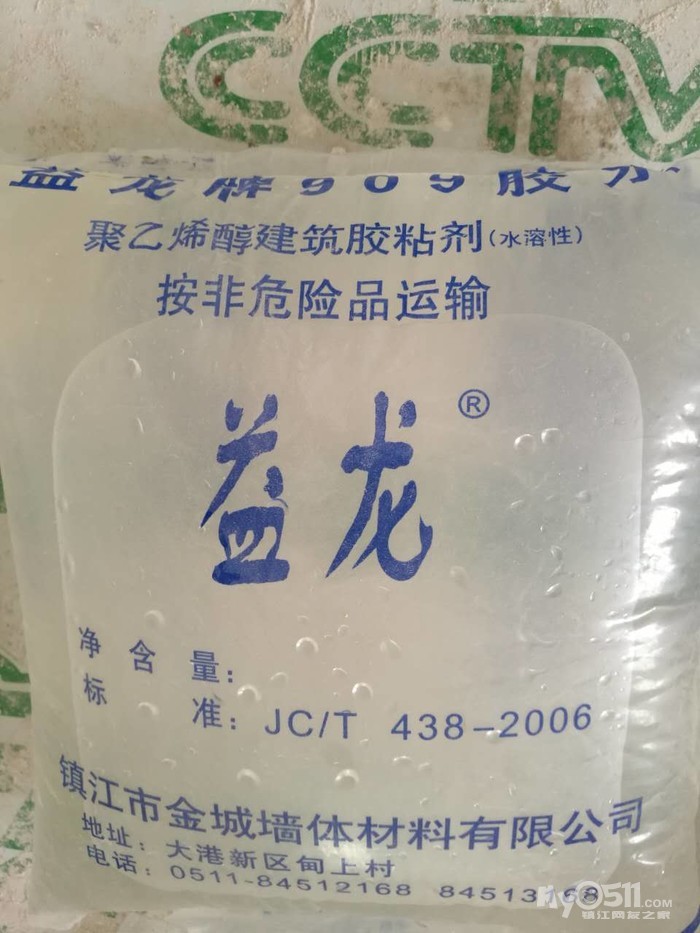 CCTV
益龙牌909胶水
聚乙烯醇建筑胶粘剂(水溶性)
按非危险品运输
益龙®
净含量:
标准: JC/T 438-2006
镇江市金城墙体材料有限公司
地址: 大港新区甸上村
电话: 0511-84512168 84513168
my0511.COM
镇江网友之家